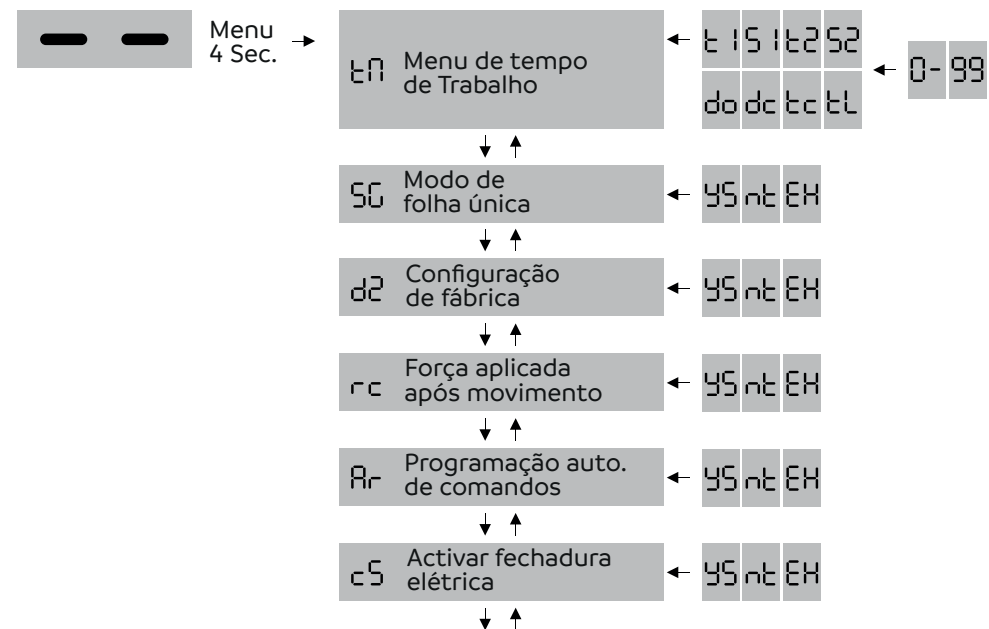 Menu
4 Sec.
tn Menu de tempo
de Trabalho
t1 S1 t2 S2
do dc tc tL
0- 99
SG Modo de
folha única
YS nt EH
d2 Configuração
de fábrica
YS nt EH
rc Força aplicada
após movimento
YS nt EH
Ar Programação auto.
de comandos
YS nt EH
cS Activar fechadura
elétrica
YS nt EH